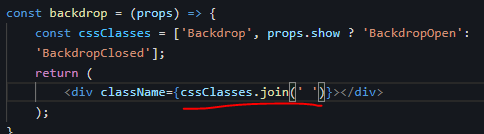 const backdrop = (props) => {
const cssClasses = ['Backdrop', props.show ? 'BackdropOpen':
'BackdropClosed'];
return (
<div className={cssClasses.join(' ')}></div>
);
}